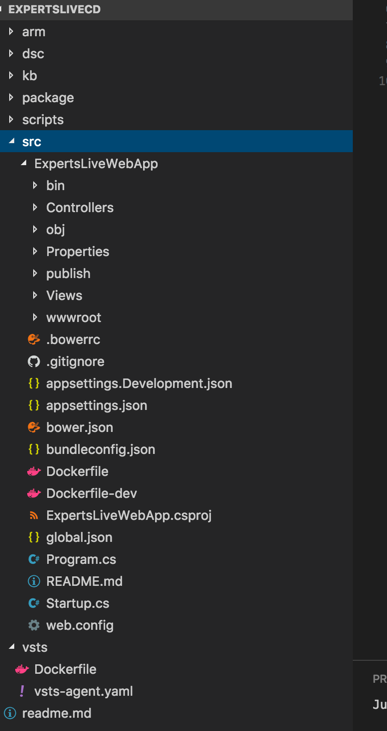 EXPERTSLIVECD
arm
dsc
kb
package
scripts
src
ExpertsLiveWebApp
bin
Controllers
obj
Properties
publish
Views
wwwroot
.bowerrc
.gitignore
appsettings.Development.json
appsettings.json
bower.json
bundleconfig.json
Dockerfile
Dockerfile-dev
ExpertsLiveWebApp.csproj
global.json
Program.cs
README.md
Startup.cs
web.config
vsts
Dockerfile
vsts-agent.yaml
readme.md
PR
Ju